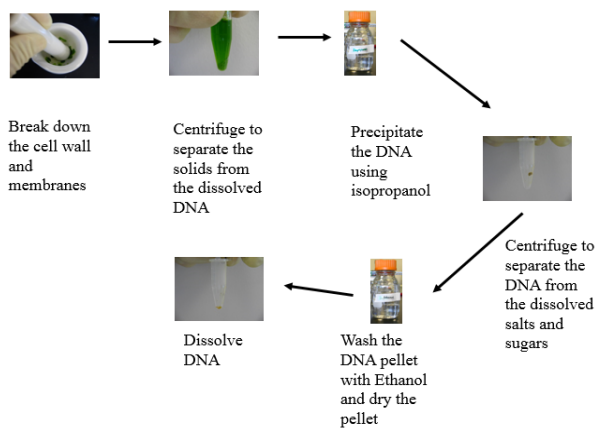 Break down
the cell wall
and
membranes
Centrifuge to
separate the
solids from
the dissolved
DNA
Precipitate
the DNA
using
isopropanol
Centrifuge to
separate the
DNA from
the dissolved
salts and
sugars
Wash the
DNA pellet
with Ethanol
and dry the
pellet
Dissolve
DNA